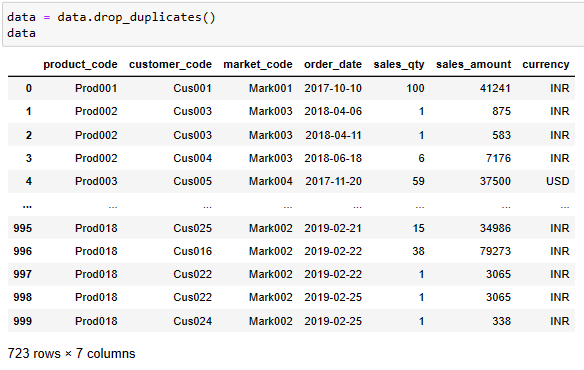 data = data.drop_duplicates()
data
product_code customer_code market_code order_date sales_qty sales_amount currency
0 Prod001 Cus001 Mark001 2017-10-10 100 41241 INR
1 Prod002 Cus003 Mark003 2018-04-06 1 875 INR
2 Prod002 Cus003 Mark003 2018-04-11 1 583 INR
3 Prod002 Cus004 Mark003 2018-06-18 6 7176 INR
4 Prod003 Cus005 Mark004 2017-11-20 59 37500 USD
... ... ... ... ... ... ... ...
995 Prod018 Cus025 Mark002 2019-02-21 15 34986 INR
996 Prod018 Cus016 Mark002 2019-02-22 38 79273 INR
997 Prod018 Cus022 Mark002 2019-02-22 1 3065 INR
998 Prod018 Cus022 Mark002 2019-02-25 1 3065 INR
999 Prod018 Cus024 Mark002 2019-02-25 1 338 INR
723 rows × 7 columns